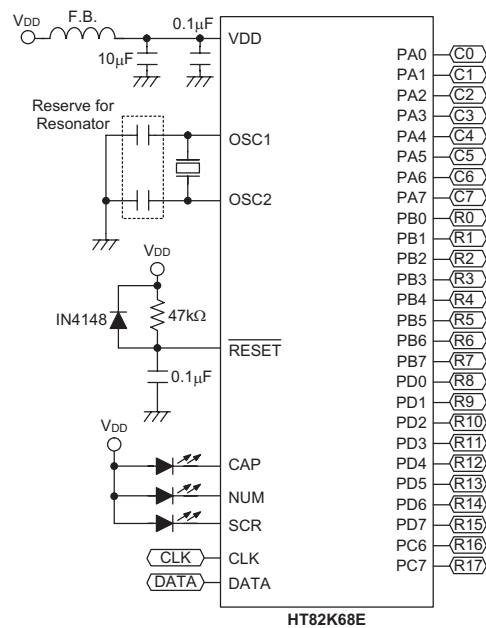 F.B.
VDD
10µF
0.1µF
VDD
Reserve for
Resonator
OSC1
OSC2
VDD
IN4148
47kΩ
RESET
0.1µF
VDD
CAP
NUM
SCR
CLK CLK
DATA DATA
PA0 C0
PA1 C1
PA2 C2
PA3 C3
PA4 C4
PA5 C5
PA6 C6
PA7 C7
PB0 R0
PB1 R1
PB2 R2
PB3 R3
PB4 R4
PB5 R5
PB6 R6
PB7 R7
PD0 R8
PD1 R9
PD2 R10
PD3 R11
PD4 R12
PD5 R13
PD6 R14
PD7 R15
PC6 R16
PC7 R17
HT82K68E